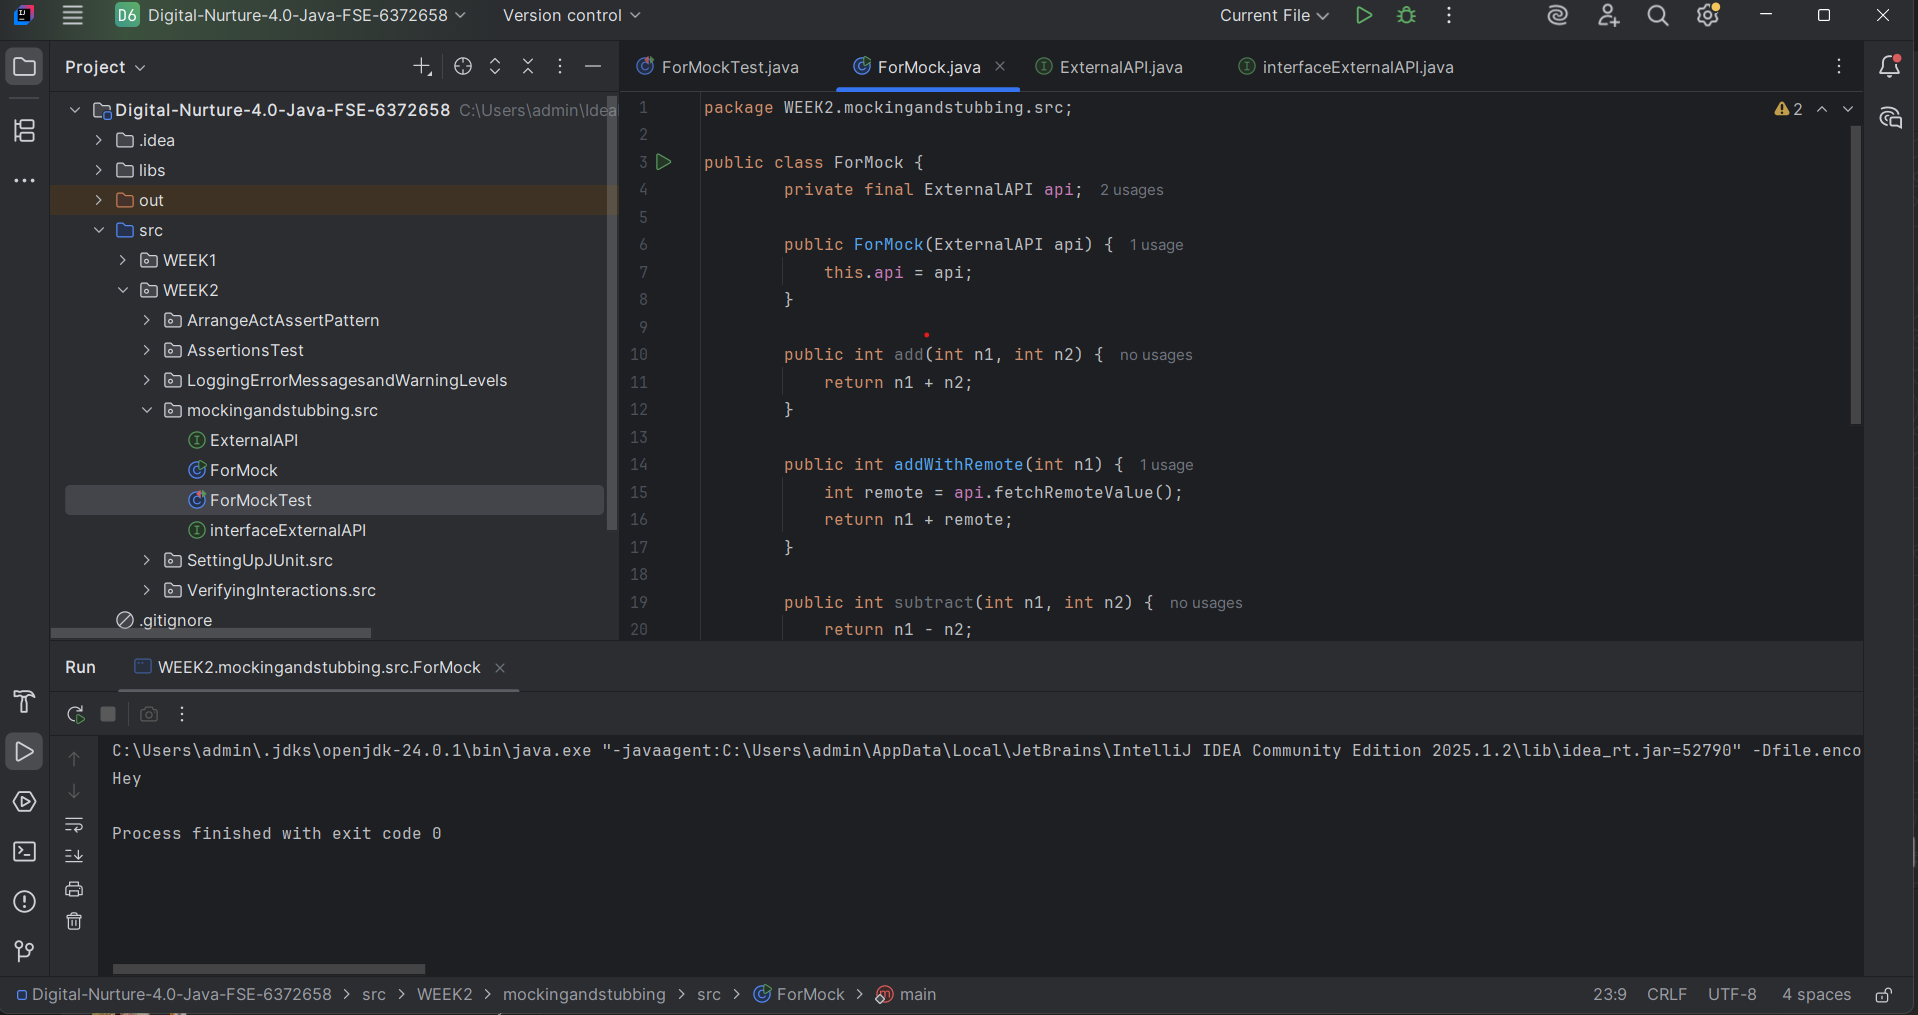 D6 Digital-Nurture-4.0-Java-FSE-6372658 Version control Current File
Project
Digital-Nurture-4.0-Java-FSE-6372658 C:\Users\admin\Idea
.idea
libs
out
src
WEEK1
WEEK2
ArrangeActAssertPattern
AssertionsTest
LoggingErrorMessagesandWarningLevels
mockingandstubbing.src
ExternalAPI
ForMock
ForMockTest
interfaceExternalAPI
SettingUpJUnit.src
VerifyingInteractions.src
.gitignore
ForMockTest.java ForMock.java ExternalAPI.java interfaceExternalAPI.java
1 package WEEK2.mockingandstubbing.src; 2
2
3 public class ForMock {
4 private final ExternalAPI api; 2 usages
5
6 public ForMock(ExternalAPI api) { 1 usage
7 this.api = api;
8 }
9
10 public int add(int n1, int n2) { no usages
11 return n1 + n2;
12 }
13
14 public int addWithRemote(int n1) { 1 usage
15 int remote = api.fetchRemoteValue();
16 return n1 + remote;
17 }
18
19 public int subtract(int n1, int n2) { no usages
20 return n1 - n2;
Run WEEK2.mockingandstubbing.src.ForMock
C:\Users\admin\.jdks\openjdk-24.0.1\bin\java.exe "-javaagent:C:\Users\admin\AppData\Local\JetBrains\IntelliJ IDEA Community Edition 2025.1.2\lib\idea_rt.jar=52790" -Dfile.enco
Hey
Process finished with exit code 0
Digital-Nurture-4.0-Java-FSE-6372658 > src > WEEK2 > mockingandstubbing > src > ForMock > main 23:9 CRLF UTF-8 4 spaces